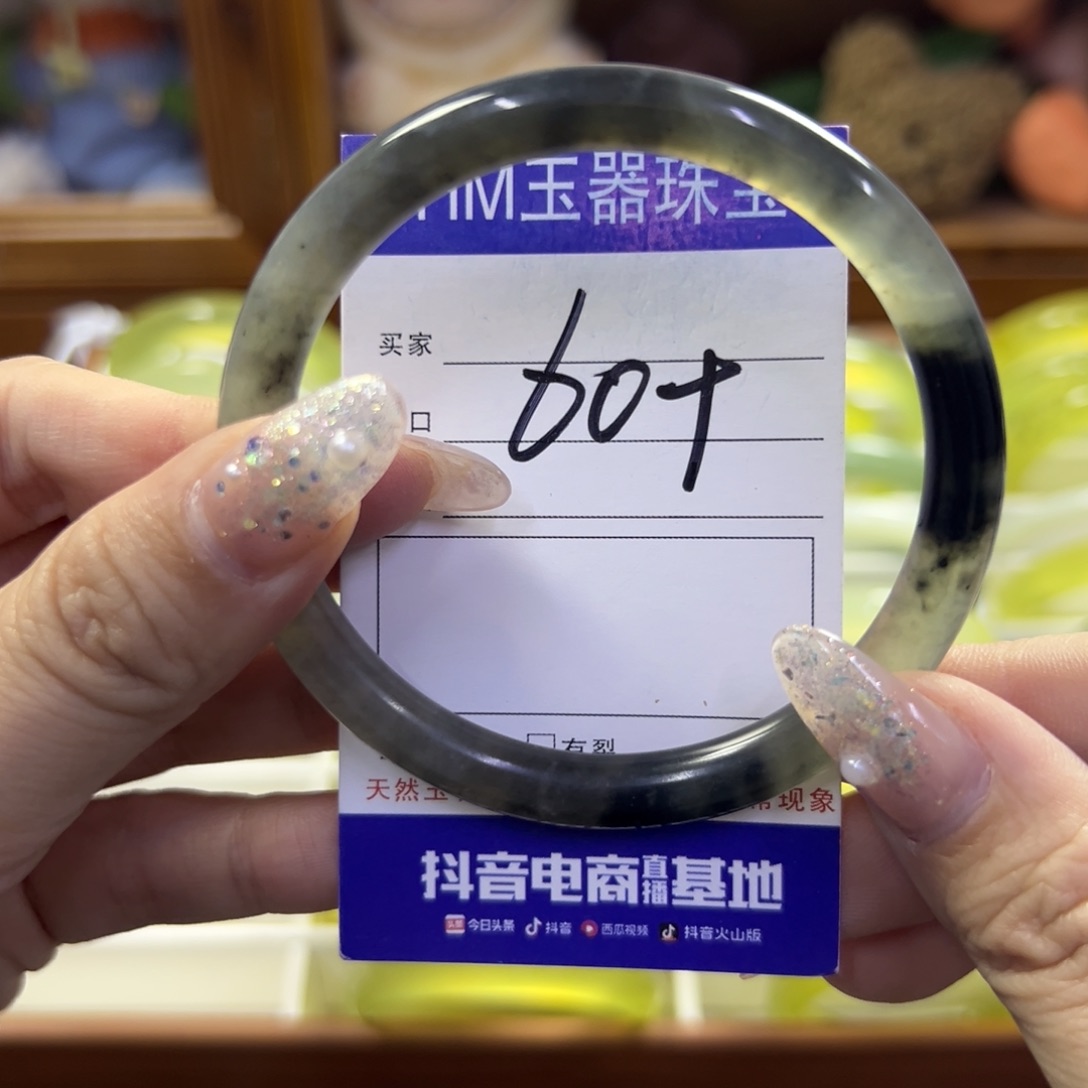 HM玉器珠宝
买家
60+
口
有裂
天然玉 常现象
抖音电商直播基地
今日头条 抖音 西瓜视频 抖音火山版